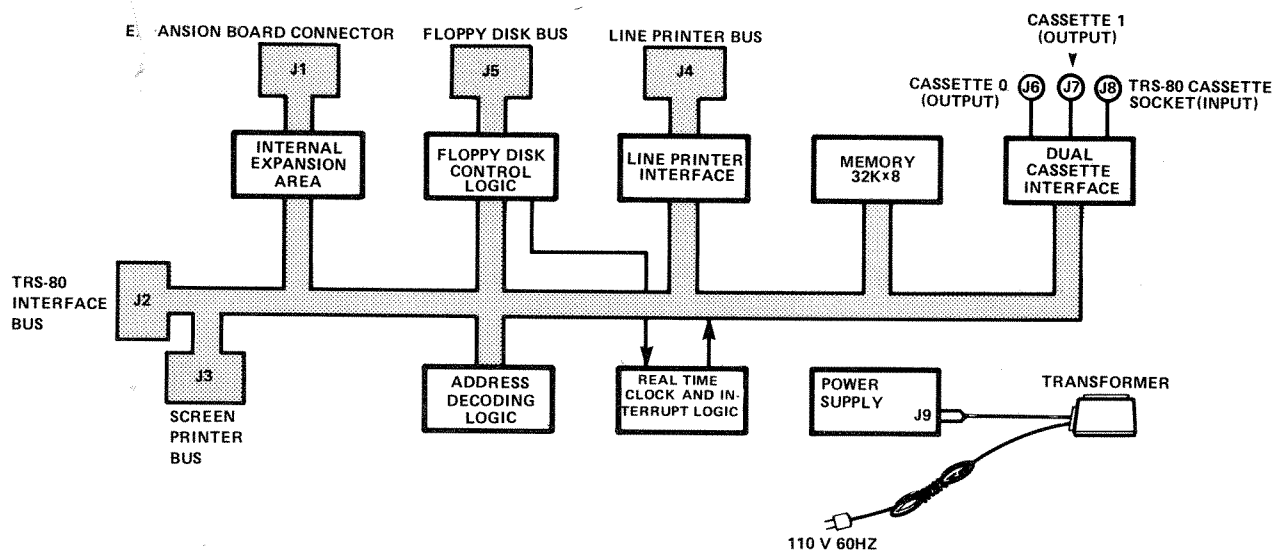 CASSETTE 1
(OUTPUT)
EXPANSION BOARD CONNECTOR
FLOPPY DISK BUS
LINE PRINTER BUS
J1
J5
J4
CASSETTE 0
(OUTPUT)
J6
J7
J8
TRS-80 CASSETTE
SOCKET(INPUT)
INTERNAL
EXPANSION
AREA
FLOPPY DISK
CONTROL
LOGIC
LINE PRINTER
INTERFACE
MEMORY
32K×8
DUAL
CASSETTE
INTERFACE
TRS-80
INTERFACE
BUS
J2
J3
SCREEN
PRINTER
BUS
ADDRESS
DECODING
LOGIC
REAL TIME
CLOCK AND IN-
TERRUPT LOGIC
POWER
SUPPLY
J9
TRANSFORMER
110 V 60HZ